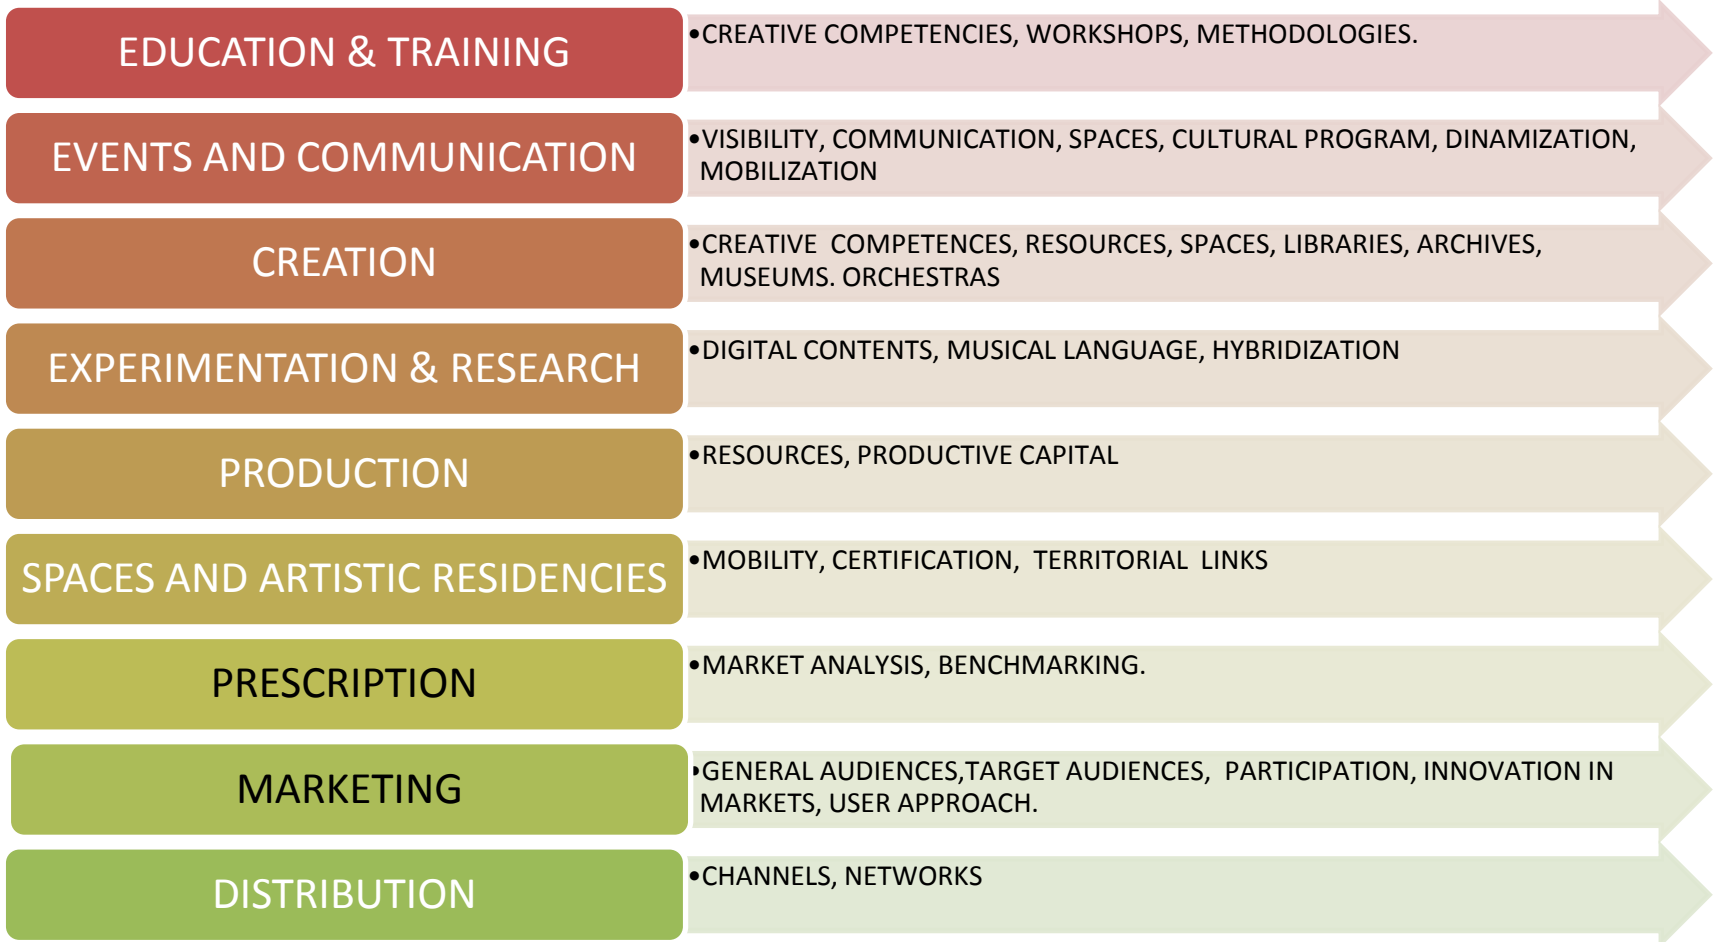 EDUCATION & TRAINING
•CREATIVE COMPETENCIES, WORKSHOPS, METHODOLOGIES.
EVENTS AND COMMUNICATION
•VISIBILITY, COMMUNICATION, SPACES, CULTURAL PROGRAM, DINAMIZATION,
MOBILIZATION
CREATION
•CREATIVE COMPETENCES, RESOURCES, SPACES, LIBRARIES, ARCHIVES,
MUSEUMS. ORCHESTRAS
EXPERIMENTATION & RESEARCH
•DIGITAL CONTENTS, MUSICAL LANGUAGE, HYBRIDIZATION
PRODUCTION
•RESOURCES, PRODUCTIVE CAPITAL
SPACES AND ARTISTIC RESIDENCIES
•MOBILITY, CERTIFICATION, TERRITORIAL LINKS
PRESCRIPTION
•MARKET ANALYSIS, BENCHMARKING.
MARKETING
•GENERAL AUDIENCES,TARGET AUDIENCES, PARTICIPATION, INNOVATION IN
MARKETS, USER APPROACH.
DISTRIBUTION
•CHANNELS, NETWORKS